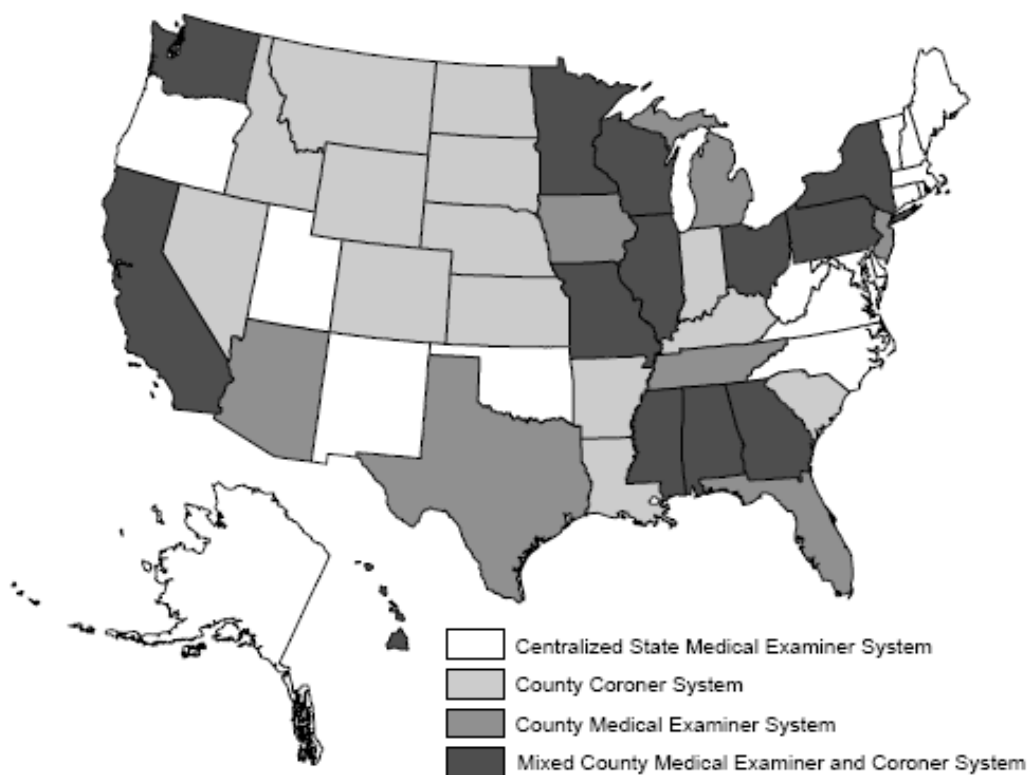 Centralized State Medical Examiner System
County Coroner System
County Medical Examiner System
Mixed County Medical Examiner and Coroner System